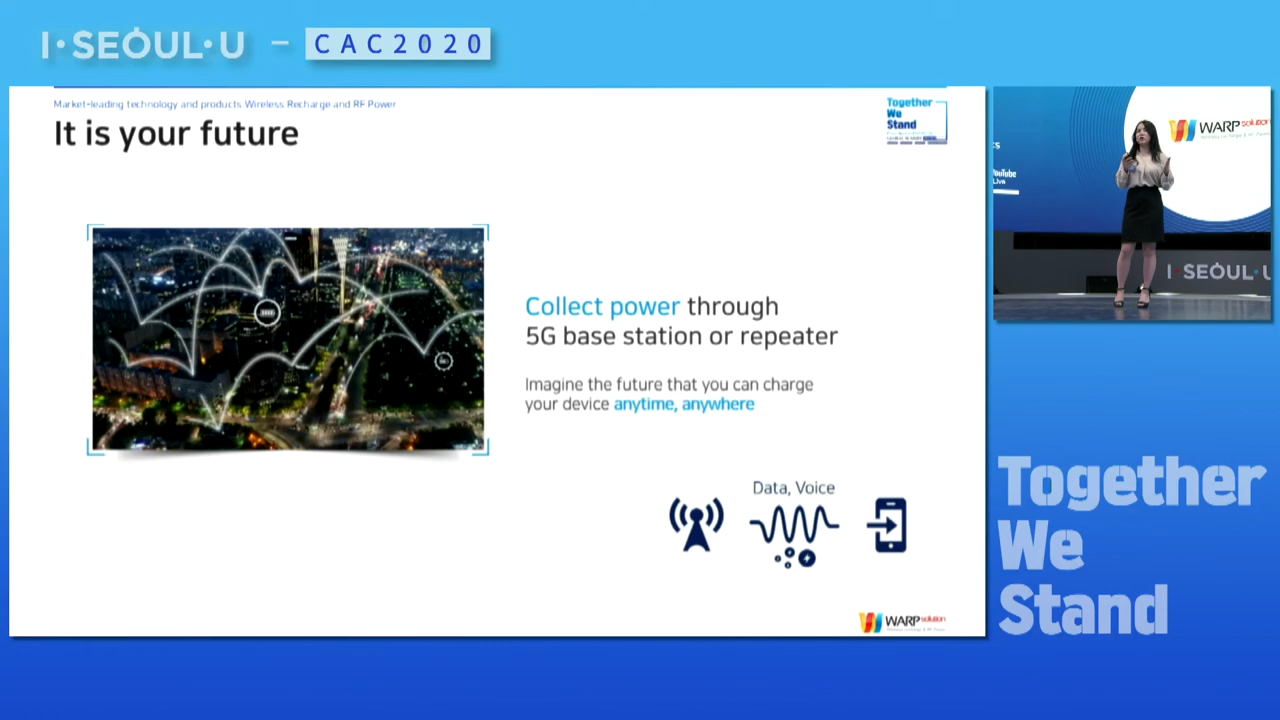 I·SEOUL·U – CAC2020
Market-leading technology and products Wireless Recharge and RF Power
It is your future
Together
We
Stand
Collect power through
5G base station or repeater
Imagine the future that you can charge
your device anytime, anywhere
Data, Voice
WARP solution
WARP solution
YouTube
Live
I·SEOUL·U
Together
We
Stand